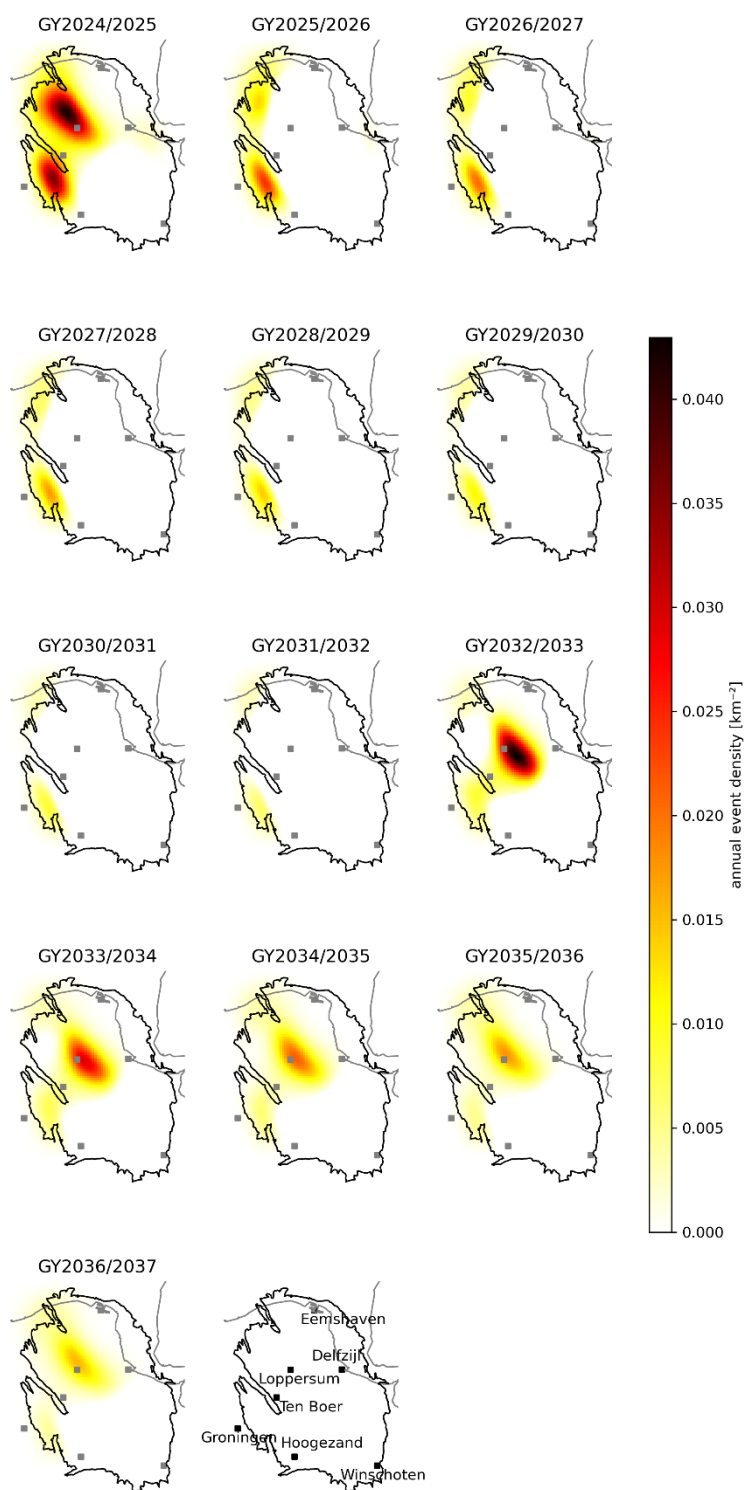 GY2024/2025 GY2025/2026 GY2026/2027
GY2027/2028 GY2028/2029 GY2029/2030
GY2030/2031 GY2031/2032 GY2032/2033
GY2033/2034 GY2034/2035 GY2035/2036
GY2036/2037
Eemshaven
Delfzijl
Loppersum
Ten Boer
Groningen
Hoogezand
Winschoten
0.040
0.035
0.030
0.025
0.020
0.015
0.010
0.005
0.000
annual event density [km⁻²]